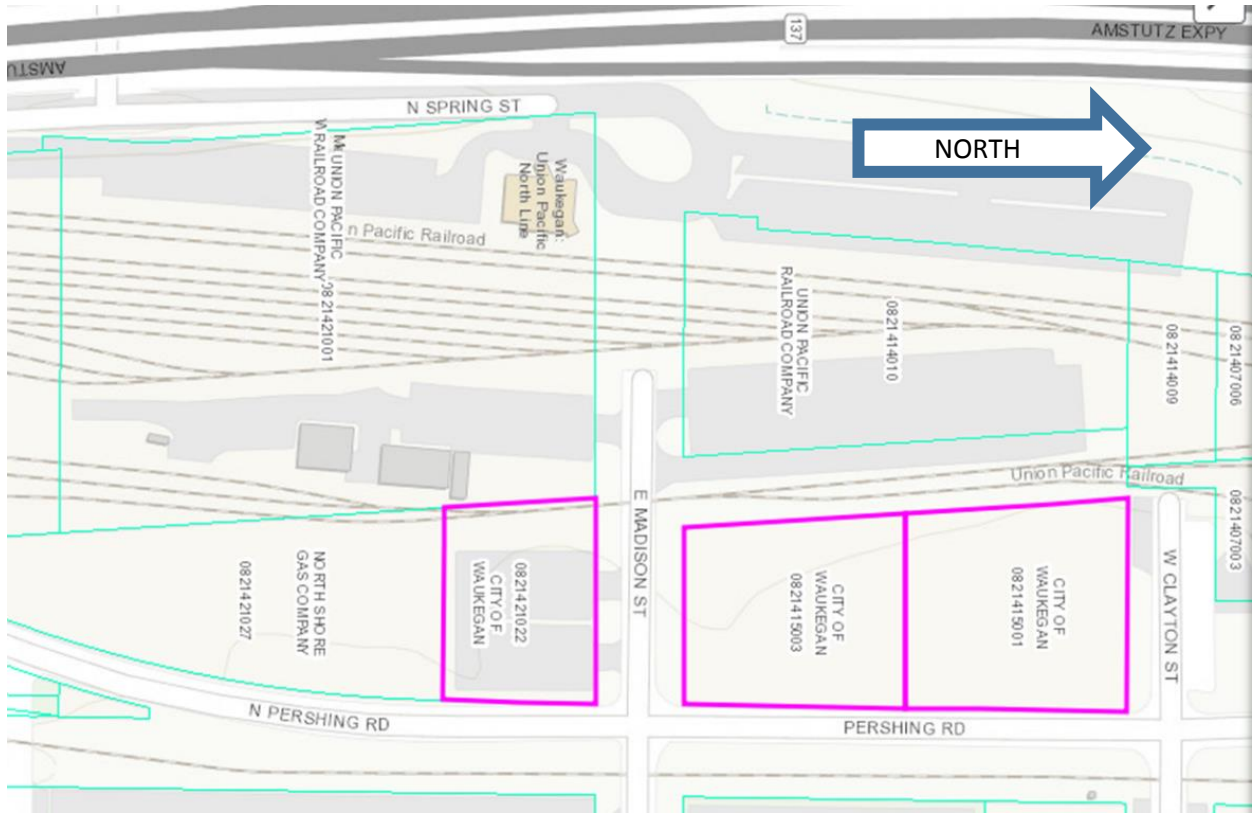 137
AMSTUTZ EXPY
AMSTU
N SPRING ST
NORTH
Waukegan:
Union Pacific
North Line
UNION PACIFIC
RAILROAD COMPANY
0821421001
n Pacific Railroad
UNION PACIFIC
RAILROAD COMPANY
0821414010
0821414009
0821407006
Union Pacific Railroad
0821407003
E MADISON ST
W CLAYTON ST
NORTH SHORE
GAS COMPANY
0821421027
0821421022
CITY OF
WAUKEGAN
CITY OF
WAUKEGAN
0821415003
CITY OF
WAUKEGAN
0821415001
N PERSHING RD
PERSHING RD